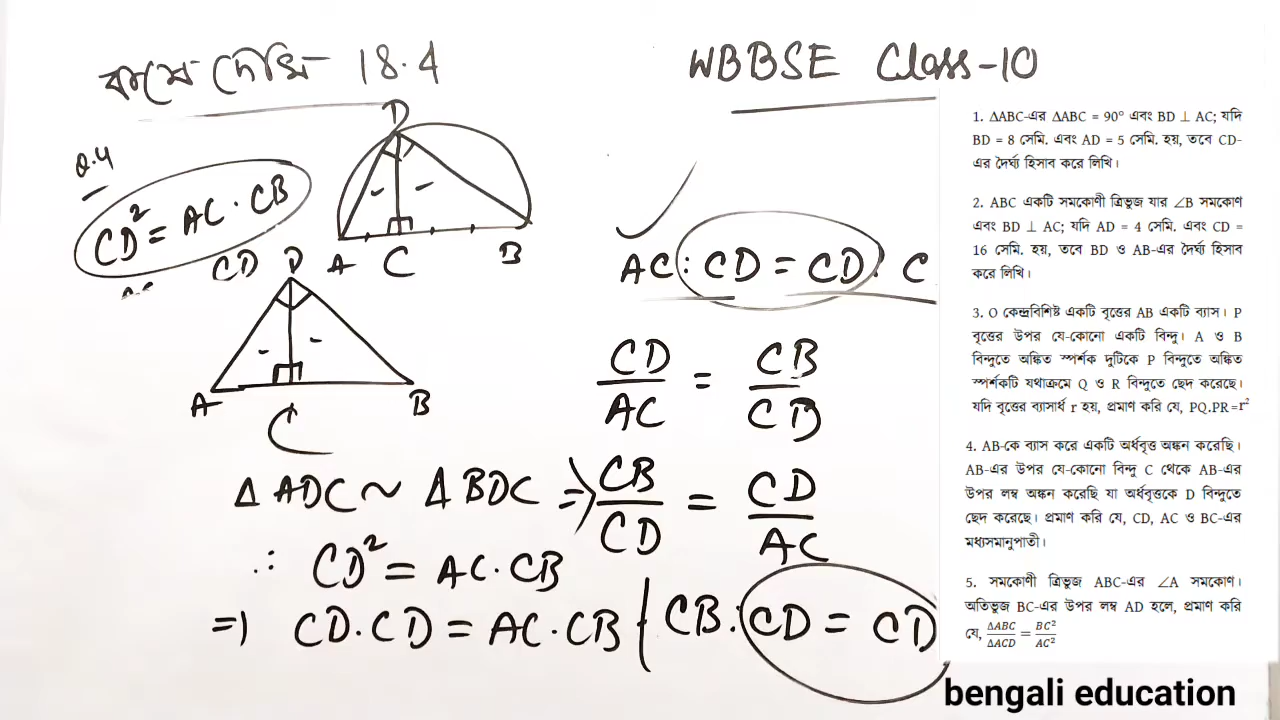 কষে দেখি 18.4
WBBSE Class-10
Q.4
CD² = AC · CB
D
A C B
CD
D
A C B
AC : CD = CD : C
CD/AC = CB/CD
Δ ADC ~ Δ BDC ⇒ CB/CD = CD/AC
∴ CD² = AC · CB
⇒ CD.CD = AC · CB
CB : CD = CD
1. ΔABC-এর ΔABC = 90° এবং BD ⊥ AC; যদি
BD = 8 সেমি. এবং AD = 5 সেমি. হয়, তবে CD-
এর দৈর্ঘ্য হিসাব করে লিখি।
2. ABC একটি সমকোণী ত্রিভুজ যার ∠B সমকোণ
এবং BD ⊥ AC; যদি AD = 4 সেমি. এবং CD =
16 সেমি. হয়, তবে BD ও AB-এর দৈর্ঘ্য হিসাব
করে লিখি।
3. O কেন্দ্রবিশিষ্ট একটি বৃত্তের AB একটি ব্যাস। P
বৃত্তের উপর যে-কোনো একটি বিন্দু। A ও B
বিন্দুতে অঙ্কিত স্পর্শক দুটিকে P বিন্দুতে অঙ্কিত
স্পর্শকটি যথাক্রমে Q ও R বিন্দুতে ছেদ করেছে।
যদি বৃত্তের ব্যাসার্ধ r হয়, প্রমাণ করি যে, PQ.PR=r²
4. AB-কে ব্যাস করে একটি অর্ধবৃত্ত অঙ্কন করেছি।
AB-এর উপর যে-কোনো বিন্দু C থেকে AB-এর
উপর লম্ব অঙ্কন করেছি যা অর্ধবৃত্তকে D বিন্দুতে
ছেদ করেছে। প্রমাণ করি যে, CD, AC ও BC-এর
মধ্যসমানুপাতী।
5. সমকোণী ত্রিভুজ ABC-এর ∠A সমকোণ।
অতিভুজ BC-এর উপর লম্ব AD হলে, প্রমাণ করি
যে, ΔABC/ΔACD = BC²/AC²
bengali education